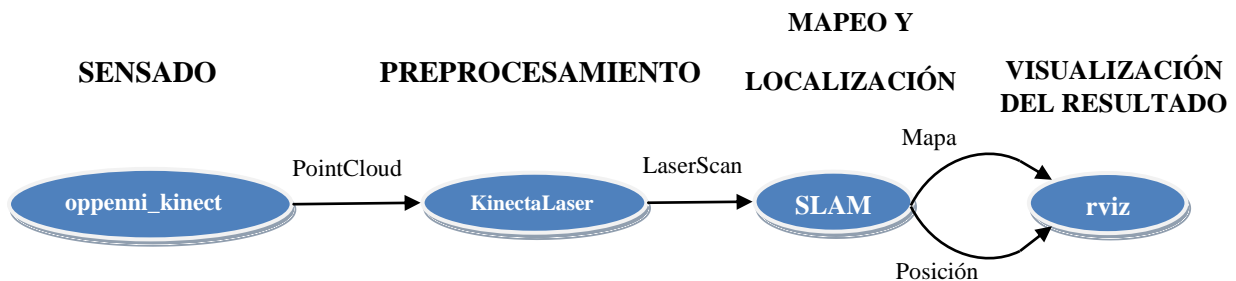 SENSADO
PREPROCESAMIENTO
MAPEO Y
LOCALIZACIÓN
VISUALIZACIÓN
DEL RESULTADO
oppenni_kinect
PointCloud
KinectaLaser
LaserScan
SLAM
Mapa
Posición
rviz